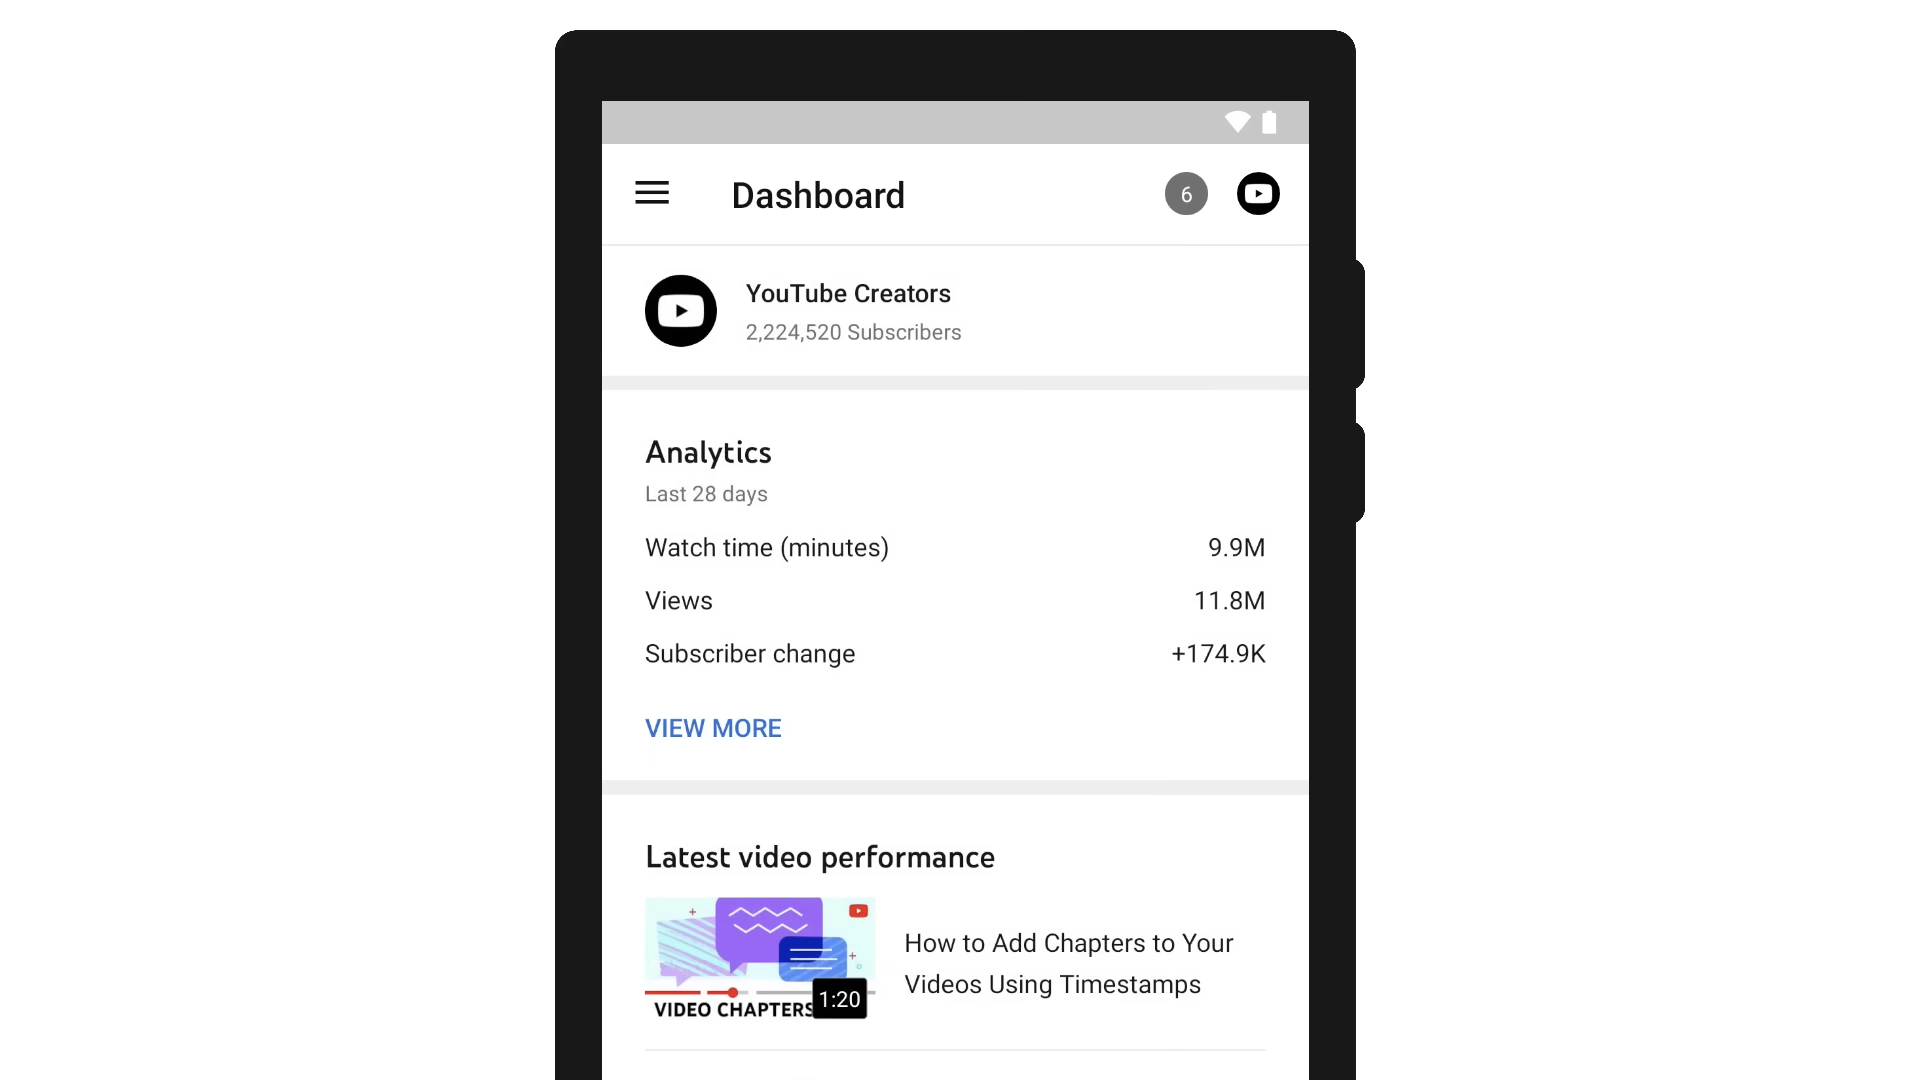 Dashboard
6
YouTube Creators
2,224,520 Subscribers
Analytics
Last 28 days
Watch time (minutes) 9.9M
Views 11.8M
Subscriber change +174.9K
VIEW MORE
Latest video performance
How to Add Chapters to Your
Videos Using Timestamps
1:20
VIDEO CHAPTERS